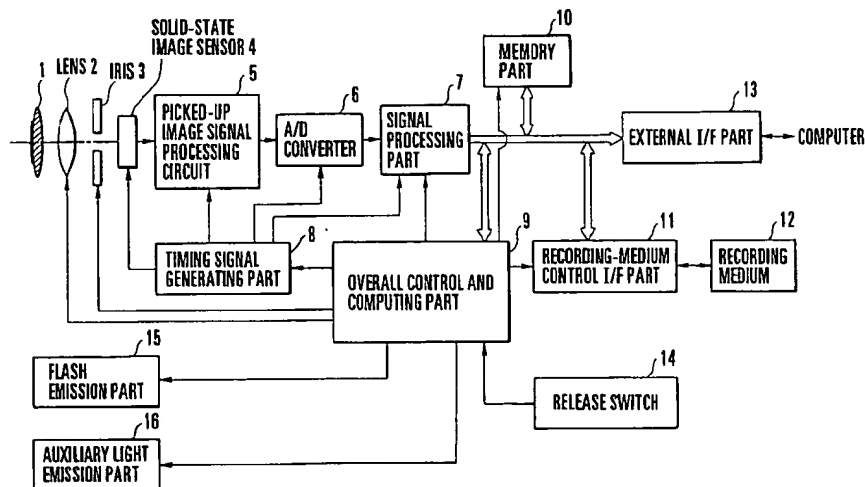 SOLID-STATE
IMAGE SENSOR 4
1
LENS 2
IRIS 3
5
PICKED-UP
IMAGE SIGNAL
PROCESSING
CIRCUIT
6
A/D
CONVERTER
7
SIGNAL
PROCESSING
PART
10
MEMORY
PART
13
EXTERNAL I/F PART
COMPUTER
8
TIMING SIGNAL
GENERATING PART
9
OVERALL CONTROL AND
COMPUTING PART
11
RECORDING-MEDIUM
CONTROL I/F PART
12
RECORDING
MEDIUM
15
FLASH
EMISSION PART
14
RELEASE SWITCH
16
AUXILIARY LIGHT
EMISSION PART